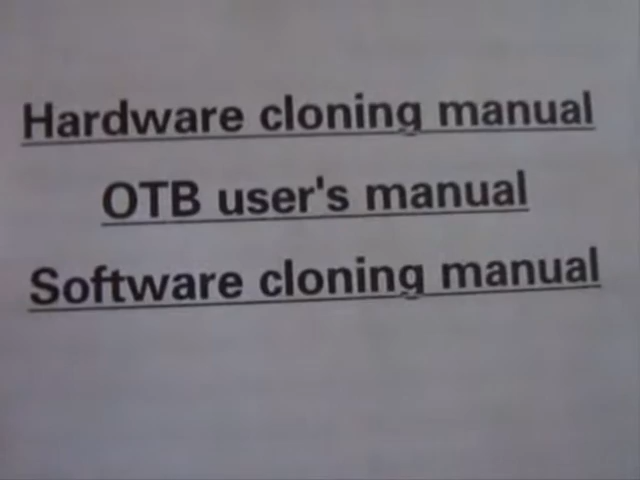 Hardware cloning manual
OTB user's manual
Software cloning manual